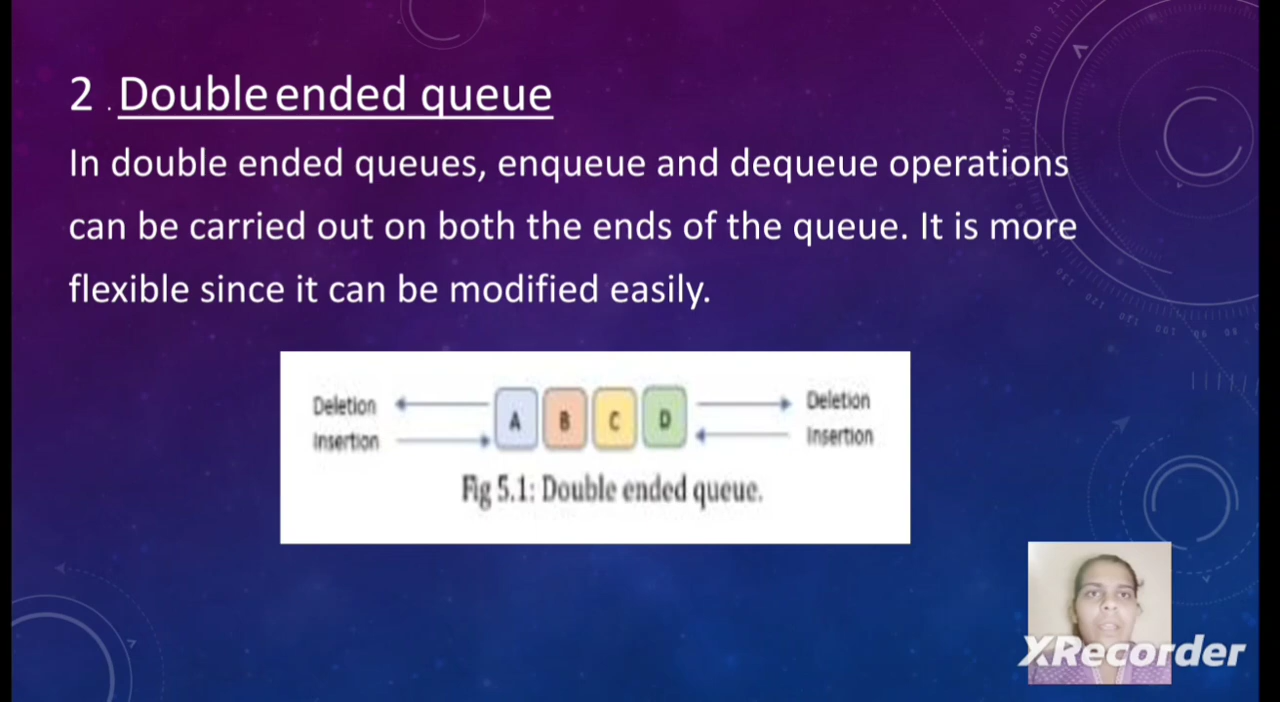 2 . Double ended queue
In double ended queues, enqueue and dequeue operations
can be carried out on both the ends of the queue. It is more
flexible since it can be modified easily.
Deletion A B C D Deletion
Insertion Insertion
Fig 5.1: Double ended queue.
XRecorder